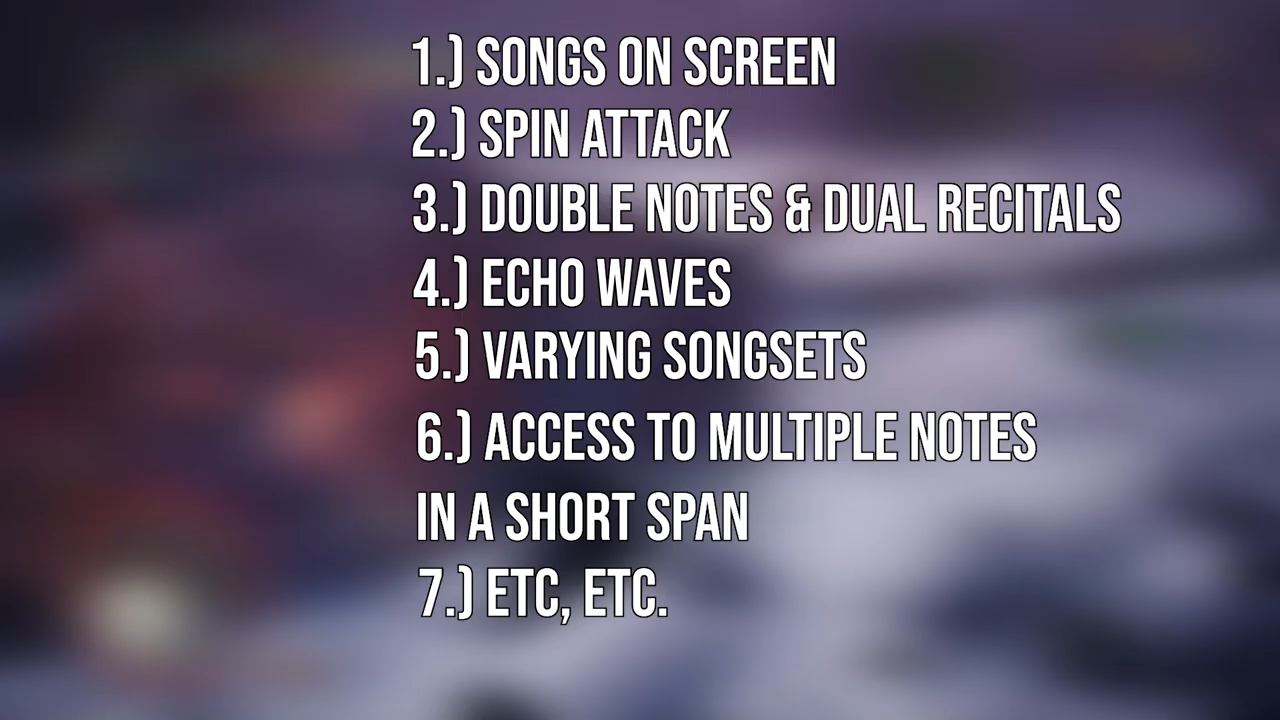 1.) SONGS ON SCREEN
2.) SPIN ATTACK
3.) DOUBLE NOTES & DUAL RECITALS
4.) ECHO WAVES
5.) VARYING SONGSETS
6.) ACCESS TO MULTIPLE NOTES
IN A SHORT SPAN
7.) ETC, ETC.